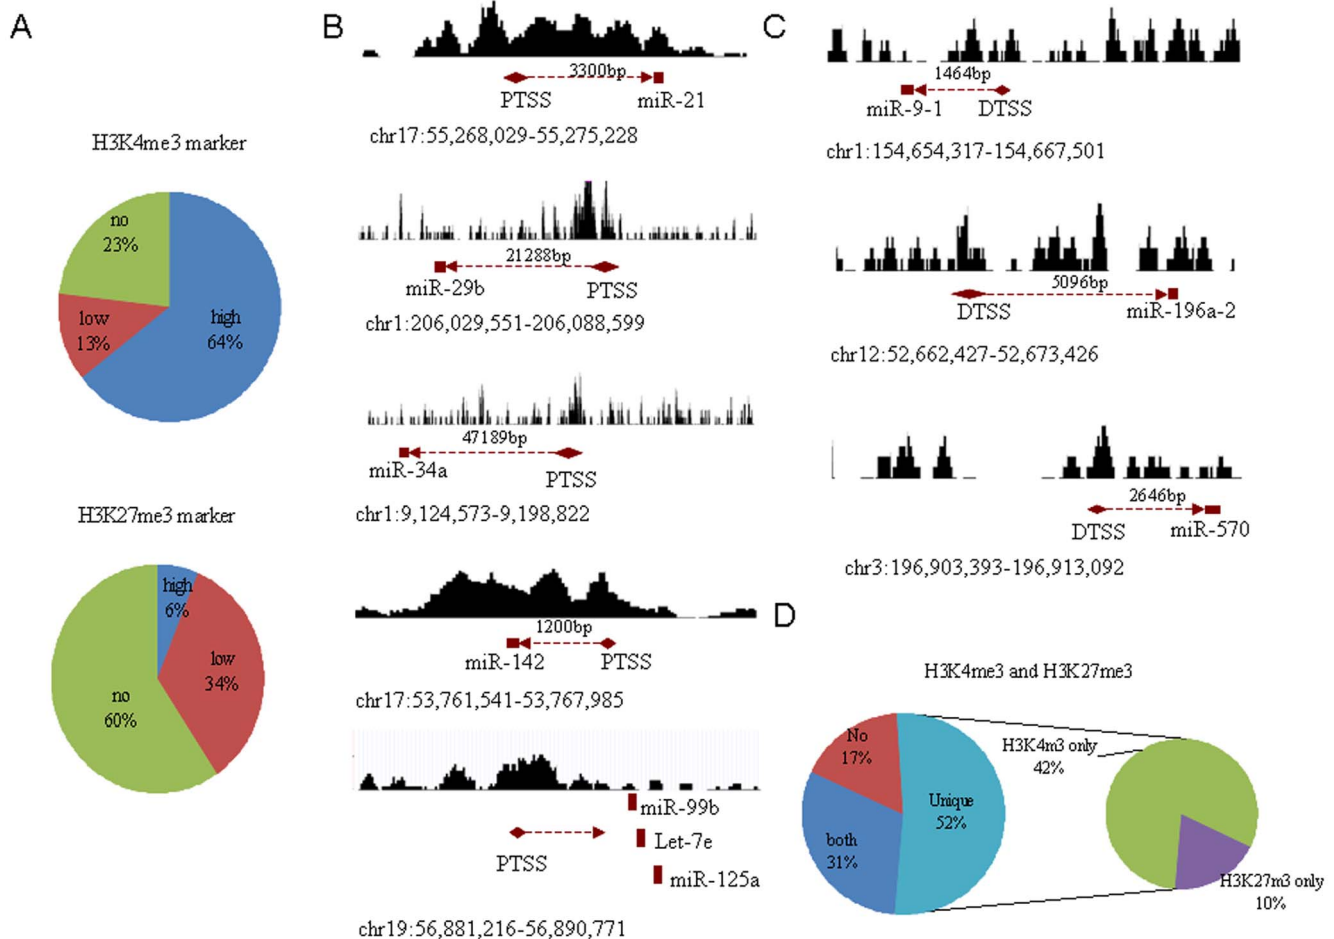 A
H3K4me3 marker
no
23%
low
13%
high
64%
H3K27me3 marker
high
6%
low
34%
no
60%
B
3300bp
PTSS
miR-21
chr17:55,268,029-55,275,228
21288bp
miR-29b
PTSS
chr1:206,029,551-206,088,599
47189bp
miR-34a
PTSS
chr1:9,124,573-9,198,822
1200bp
miR-142
PTSS
chr17:53,761,541-53,767,985
miR-99b
Let-7e
PTSS
miR-125a
chr19:56,881,216-56,890,771
C
1464bp
miR-9-1
DTSS
chr1:154,654,317-154,667,501
5096bp
DTSS
miR-196a-2
chr12:52,662,427-52,673,426
2646bp
DTSS
miR-570
chr3:196,903,393-196,913,092
D
H3K4me3 and H3K27me3
No
17%
Unique
52%
both
31%
H3K4m3 only
42%
H3K27m3 only
10%